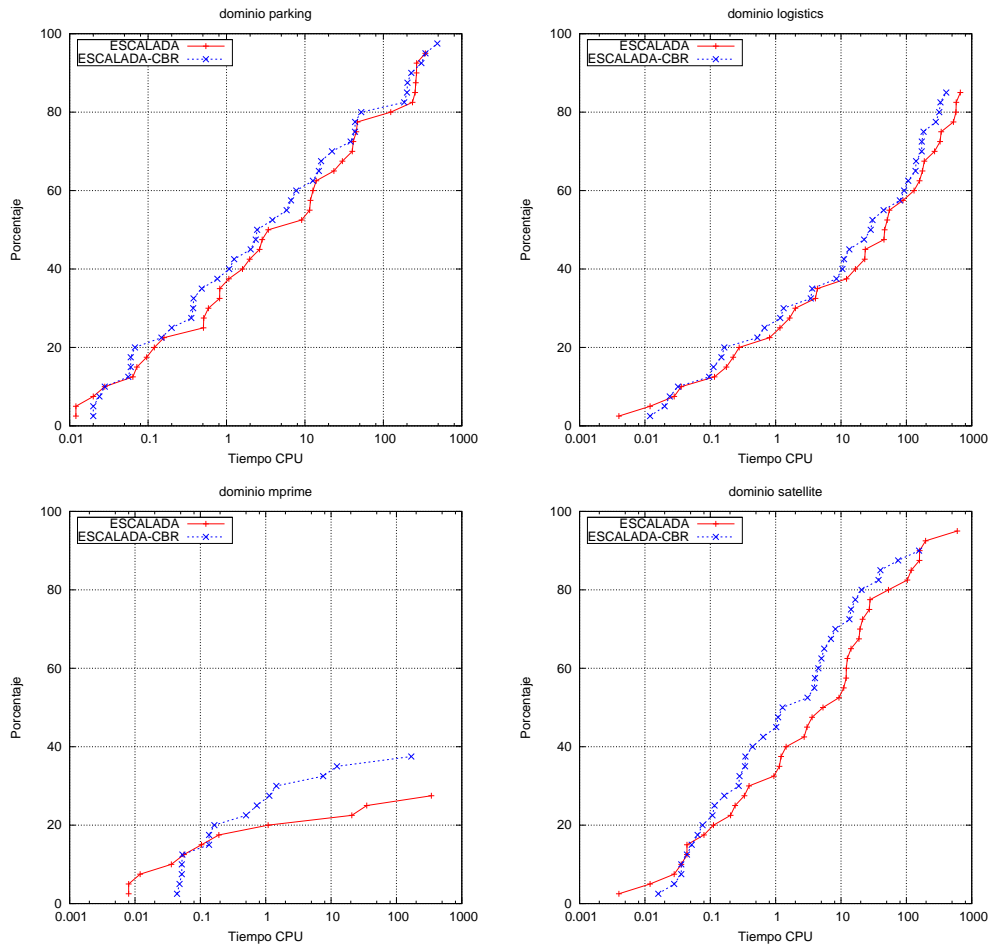 dominio parking
100
80
60
40
20
0
0.01
0.1
1
10
100
1000
Porcentaje
Tiempo CPU
ESCALADA
ESCALADA-CBR
dominio logistics
100
80
60
40
20
0
0.001
0.01
0.1
1
10
100
1000
Porcentaje
Tiempo CPU
ESCALADA
ESCALADA-CBR
dominio mprime
100
80
60
40
20
0
0.001
0.01
0.1
1
10
100
1000
Porcentaje
Tiempo CPU
ESCALADA
ESCALADA-CBR
dominio satellite
100
80
60
40
20
0
0.001
0.01
0.1
1
10
100
1000
Porcentaje
Tiempo CPU
ESCALADA
ESCALADA-CBR